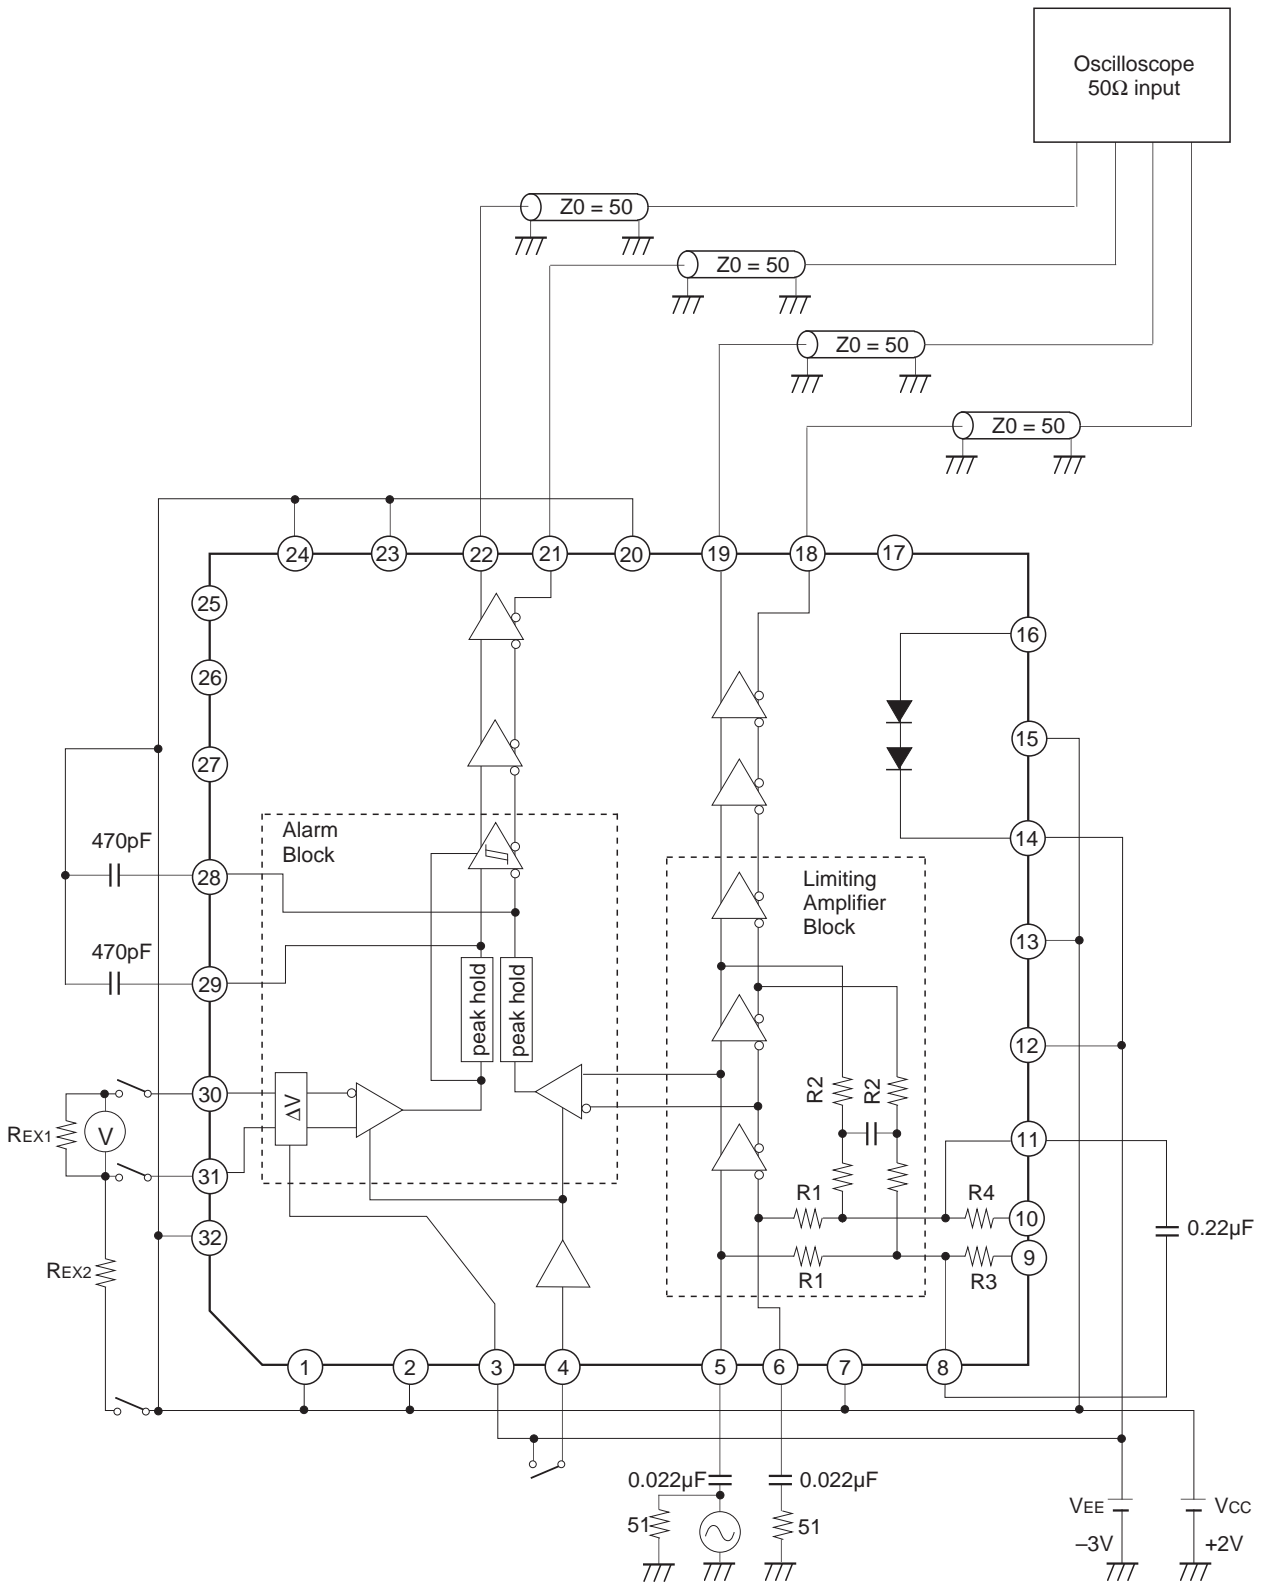 Oscilloscope
50Ω input
Z0 = 50
Z0 = 50
Z0 = 50
Z0 = 50
24
23
22
21
20
19
18
17
25
26
27
28
29
30
31
32
16
15
14
13
12
11
10
9
1
2
3
4
5
6
7
8
Alarm
Block
Limiting
Amplifier
Block
470pF
470pF
peak hold
peak hold
ΔV
V
REX1
REX2
R2
R2
R1
R4
R1
R3
0.22µF
0.022µF
0.022µF
51
51
VEE
–3V
VCC
+2V